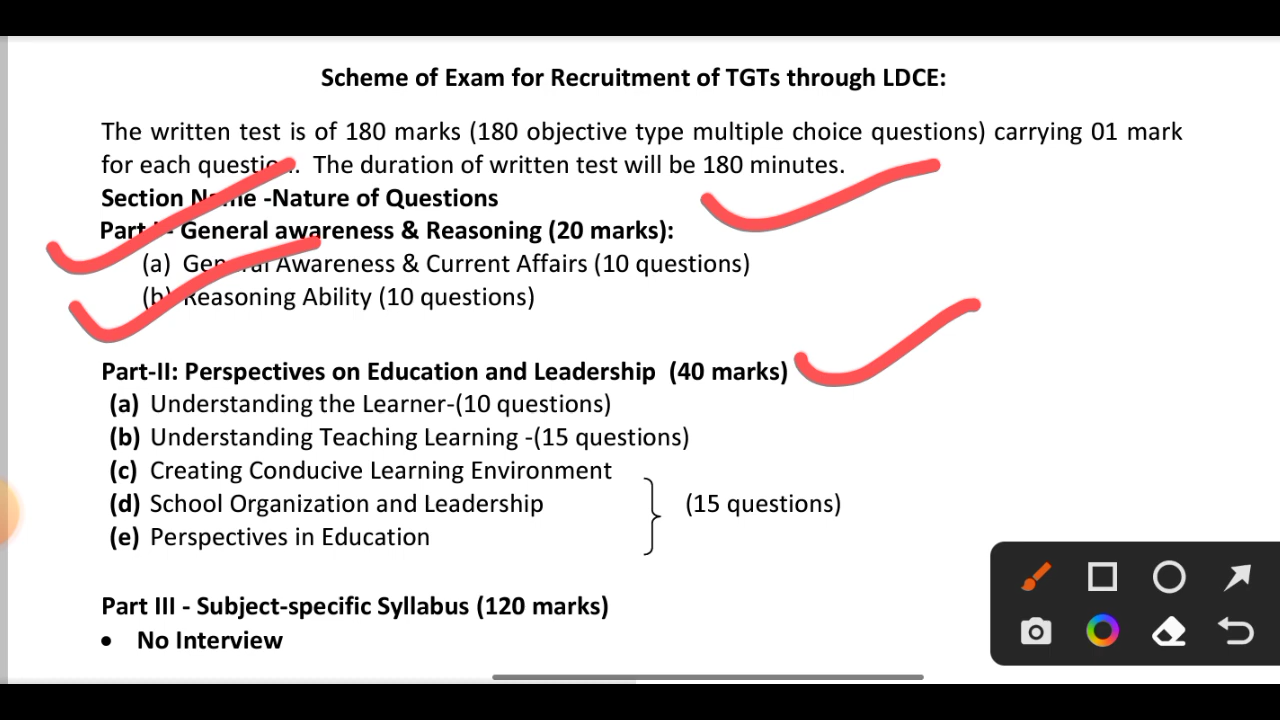 Scheme of Exam for Recruitment of TGTs through LDCE:
The written test is of 180 marks (180 objective type multiple choice questions) carrying 01 mark
for each question. The duration of written test will be 180 minutes.
Section Name -Nature of Questions
Part I - General awareness & Reasoning (20 marks):
(a) General Awareness & Current Affairs (10 questions)
(b) Reasoning Ability (10 questions)
Part-II: Perspectives on Education and Leadership (40 marks)
(a) Understanding the Learner-(10 questions)
(b) Understanding Teaching Learning -(15 questions)
(c) Creating Conducive Learning Environment
(d) School Organization and Leadership (15 questions)
(e) Perspectives in Education
Part III - Subject-specific Syllabus (120 marks)
• No Interview